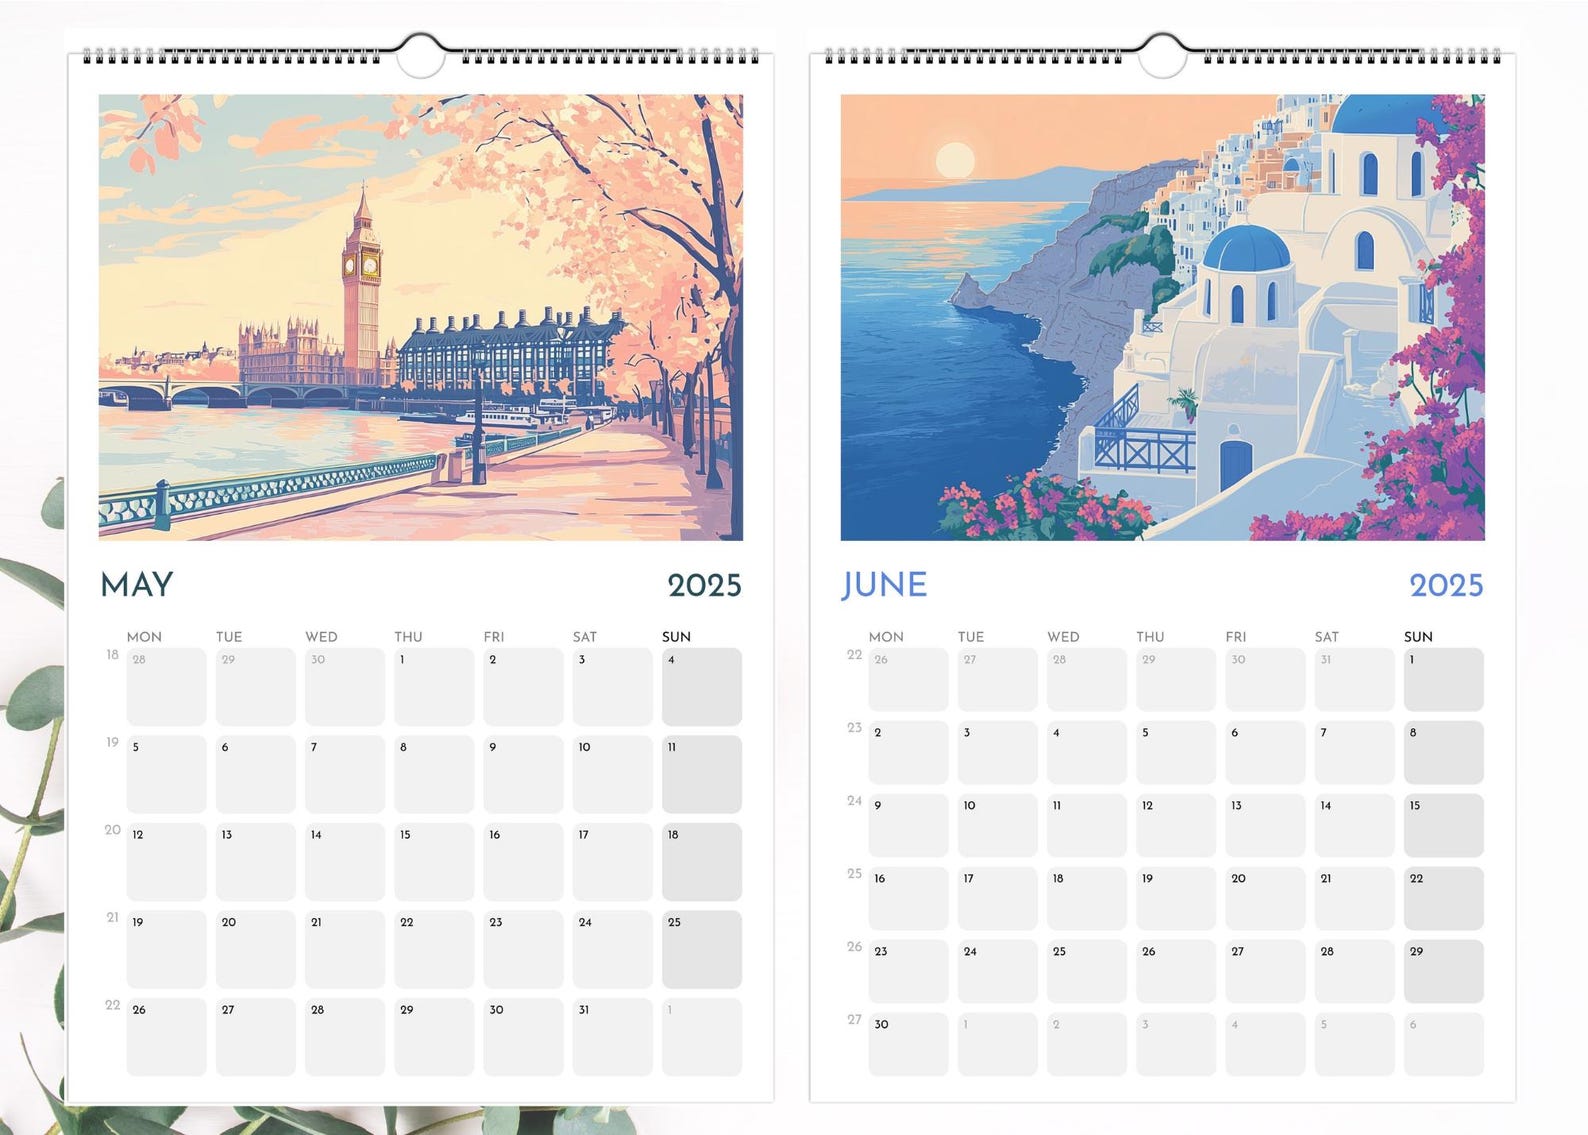 MAY 2025
MON TUE WED THU FRI SAT SUN
18 28 29 30 1 2 3 4
19 5 6 7 8 9 10 11
20 12 13 14 15 16 17 18
21 19 20 21 22 23 24 25
22 26 27 28 29 30 31 1
JUNE 2025
MON TUE WED THU FRI SAT SUN
22 26 27 28 29 30 31 1
23 2 3 4 5 6 7 8
24 9 10 11 12 13 14 15
25 16 17 18 19 20 21 22
26 23 24 25 26 27 28 29
27 30 1 2 3 4 5 6